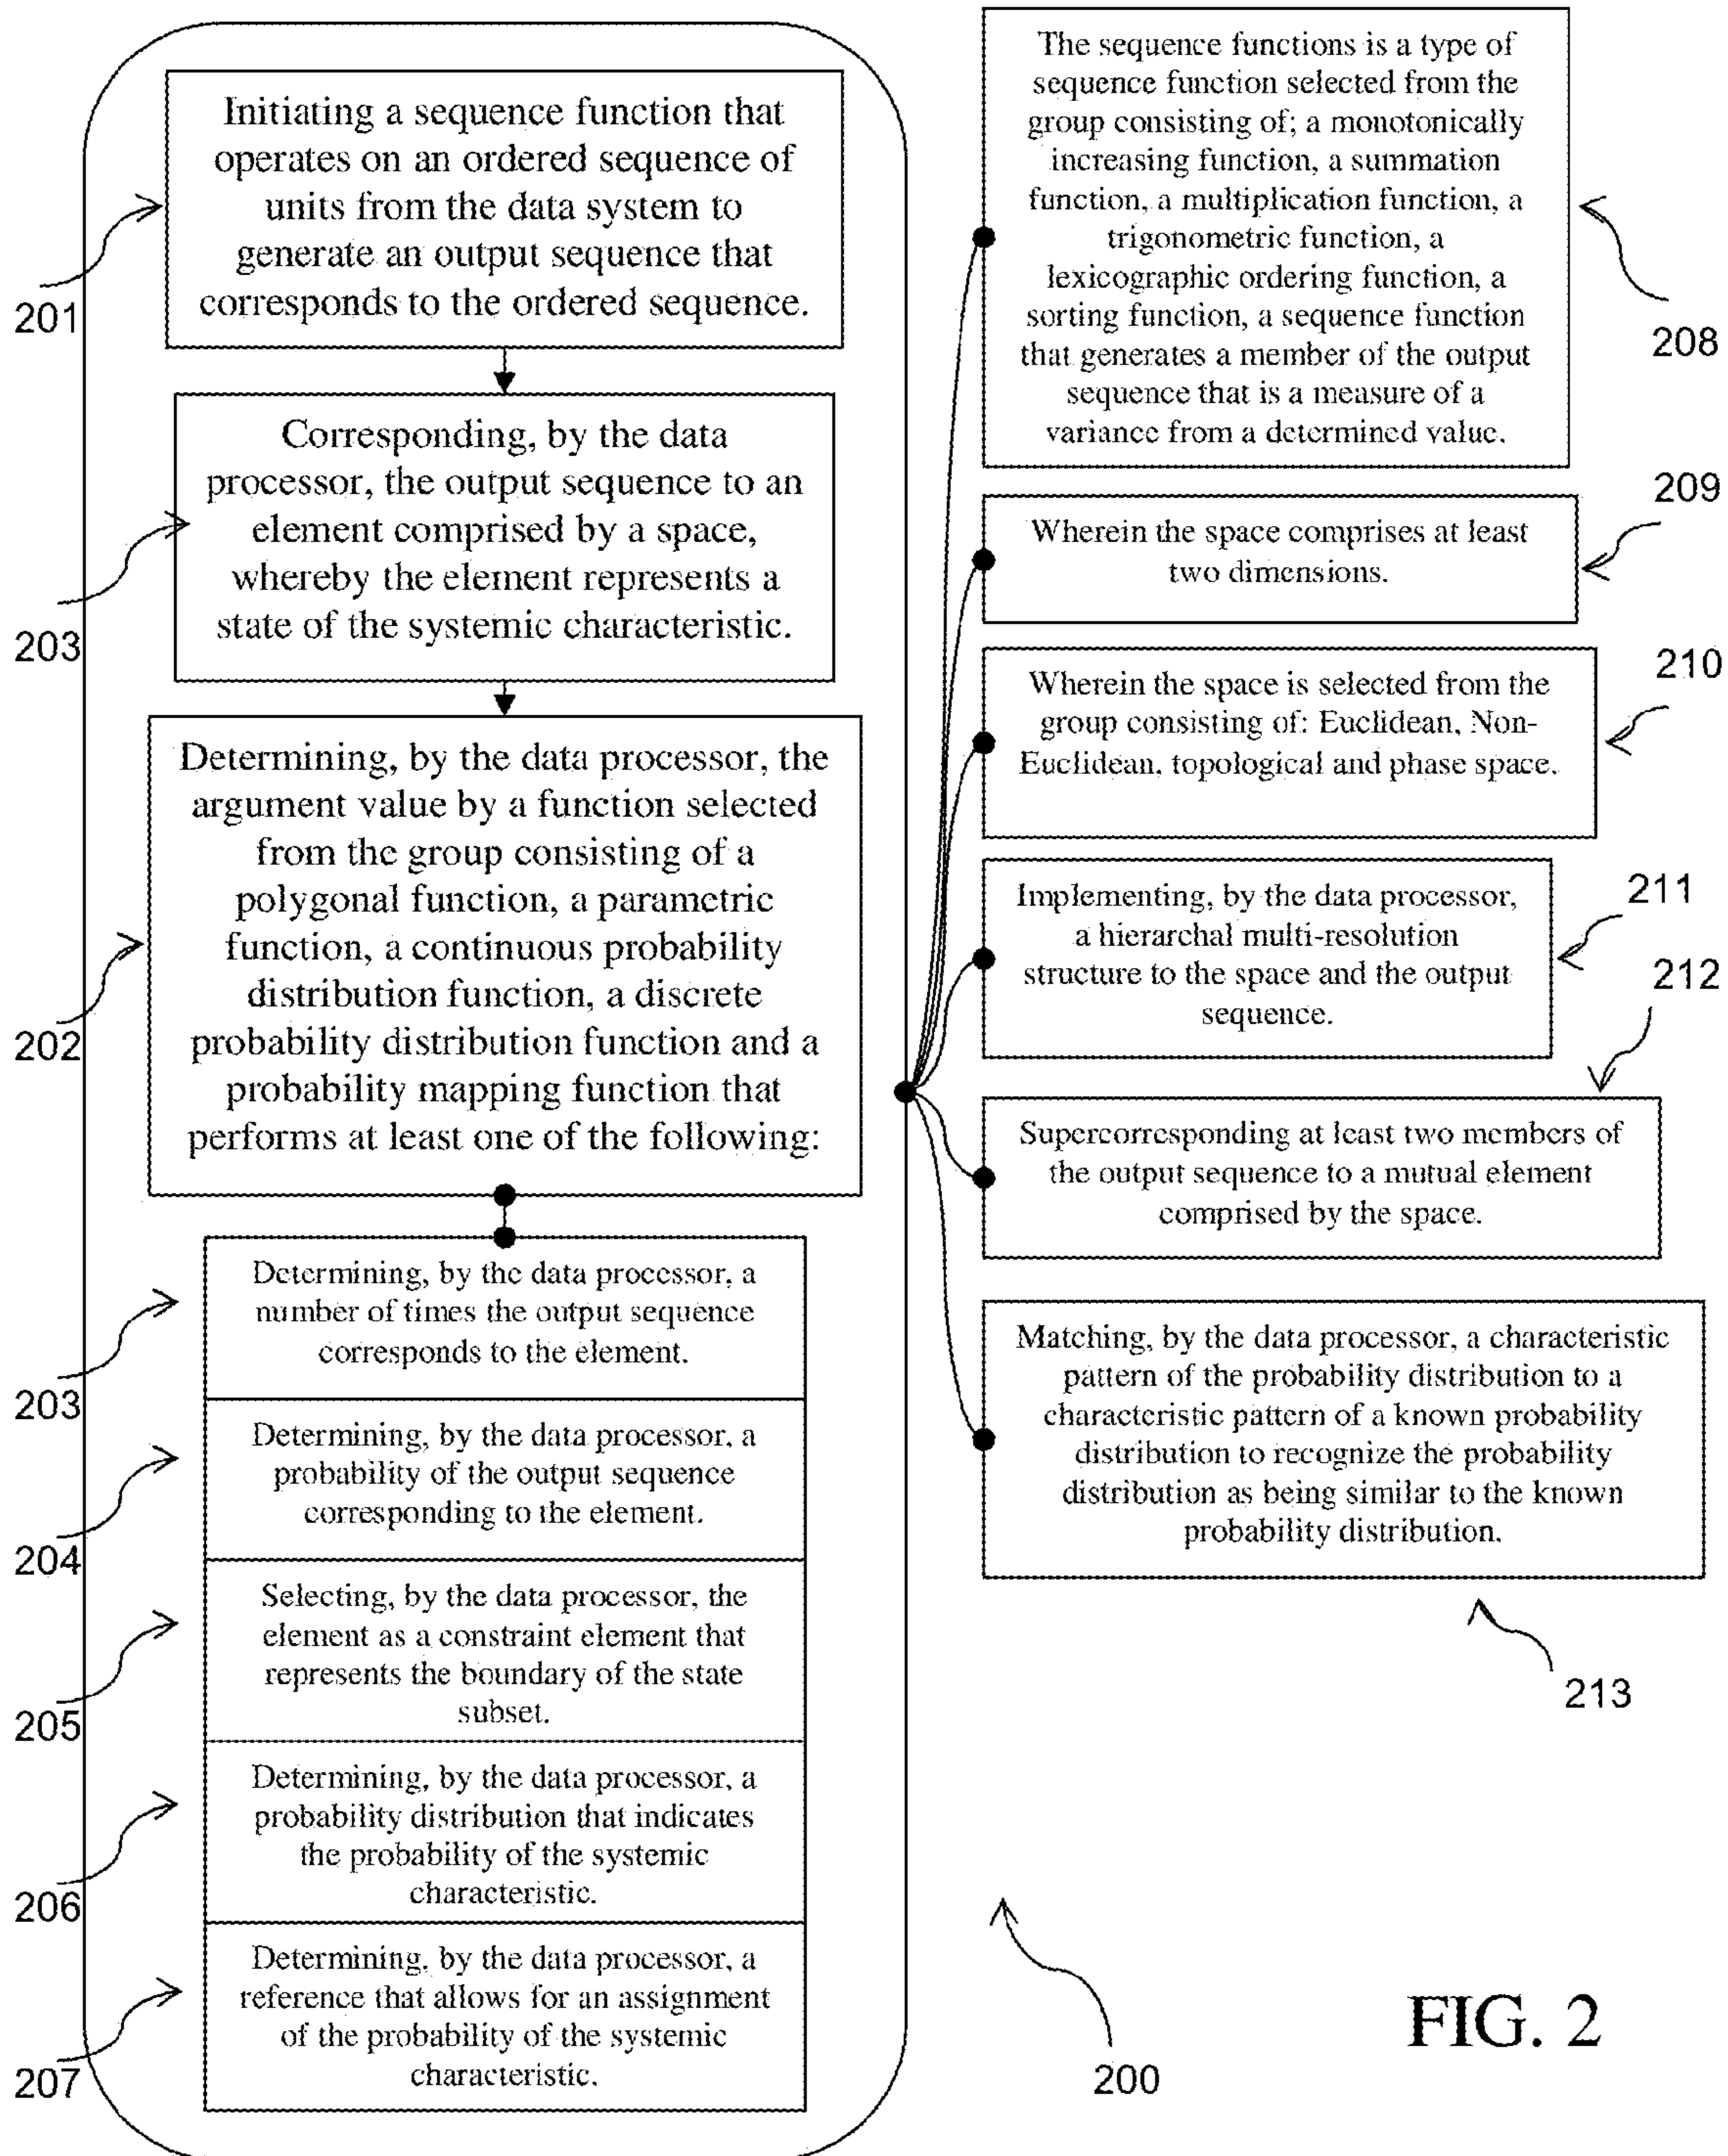 Initiating a sequence function that
operates on an ordered sequence of
units from the data system to
generate an output sequence that
corresponds to the ordered sequence.
201
Corresponding, by the data
processor, the output sequence to an
element comprised by a space,
whereby the element represents a
state of the systemic characteristic.
203
Determining, by the data processor, the
argument value by a function selected
from the group consisting of a
polygonal function, a parametric
function, a continuous probability
distribution function, a discrete
probability distribution function and a
probability mapping function that
performs at least one of the following:
202
Determining, by the data processor, a
number of times the output sequence
corresponds to the element.
203
Determining, by the data processor, a
probability of the output sequence
corresponding to the element.
204
Selecting, by the data processor, the
element as a constraint element that
represents the boundary of the state
subset.
205
Determining, by the data processor, a
probability distribution that indicates
the probability of the systemic
characteristic.
206
Determining, by the data processor, a
reference that allows for an assignment
of the probability of the systemic
characteristic.
207
The sequence functions is a type of
sequence function selected from the
group consisting of; a monotonically
increasing function, a summation
function, a multiplication function, a
trigonometric function, a
lexicographic ordering function, a
sorting function, a sequence function
that generates a member of the output
sequence that is a measure of a
variance from a determined value.
208
209
Wherein the space comprises at least
two dimensions.
210
Wherein the space is selected from the
group consisting of: Euclidean, Non-
Euclidean, topological and phase space.
211
Implementing, by the data processor,
a hierarchal multi-resolution
structure to the space and the output
sequence.
212
Supercorresponding at least two members of
the output sequence to a mutual element
comprised by the space.
Matching, by the data processor, a characteristic
pattern of the probability distribution to a
characteristic pattern of a known probability
distribution to recognize the probability
distribution as being similar to the known
probability distribution.
213
200
FIG. 2